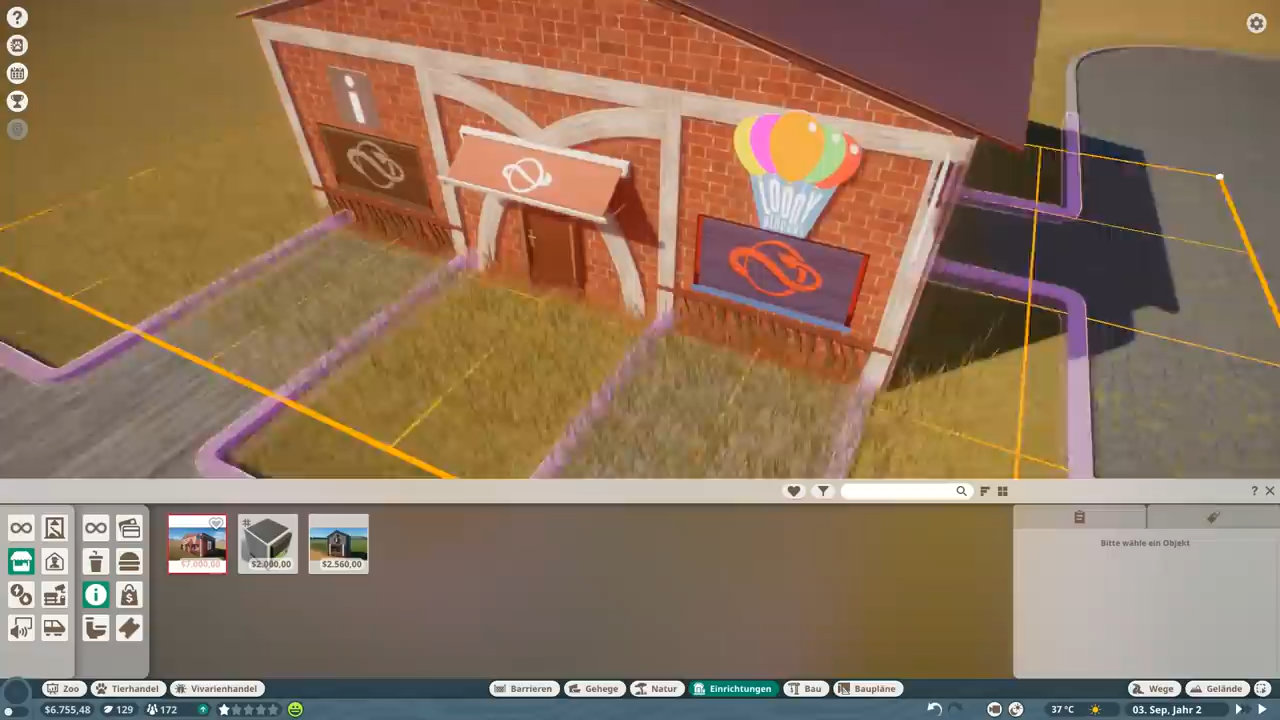 ?
i
LOONY
$7.000,00
$2.000,00
$2.560,00
? ×
Bitte wähle ein Objekt
Zoo
Tierhandel
Vivarienhandel
Barrieren
Gehege
Natur
Einrichtungen
Bau
Baupläne
Wege
Gelände
$6.755,48
129
172
37 °C
03. Sep, Jahr 2